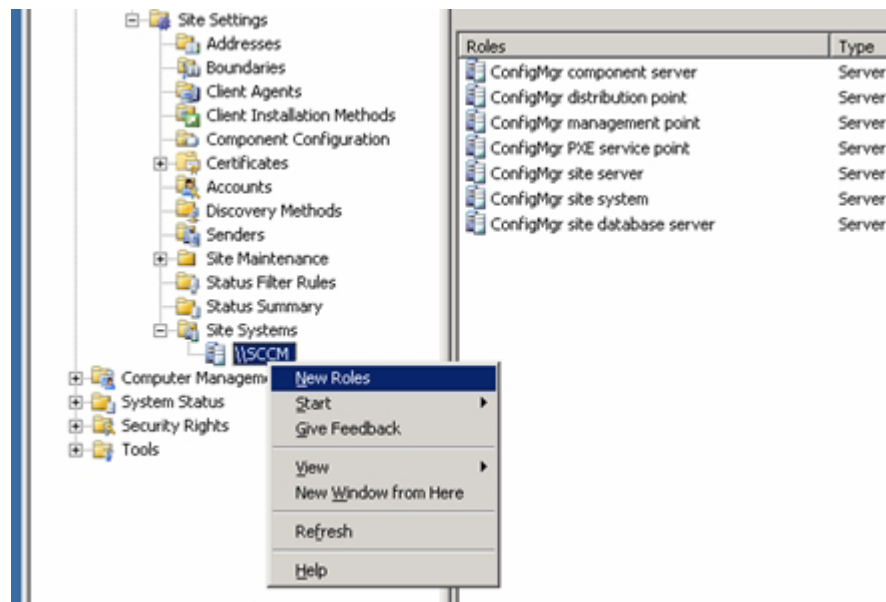 Site Settings
Addresses
Boundaries
Client Agents
Client Installation Methods
Component Configuration
Certificates
Accounts
Discovery Methods
Senders
Site Maintenance
Status Filter Rules
Status Summary
Site Systems
\\SCCM
Computer Managem
System Status
Security Rights
Tools
New Roles
Start
Give Feedback
View
New Window from Here
Refresh
Help
Roles Type
ConfigMgr component server Server
ConfigMgr distribution point Server
ConfigMgr management point Server
ConfigMgr PXE service point Server
ConfigMgr site server Server
ConfigMgr site system Server
ConfigMgr site database server Server